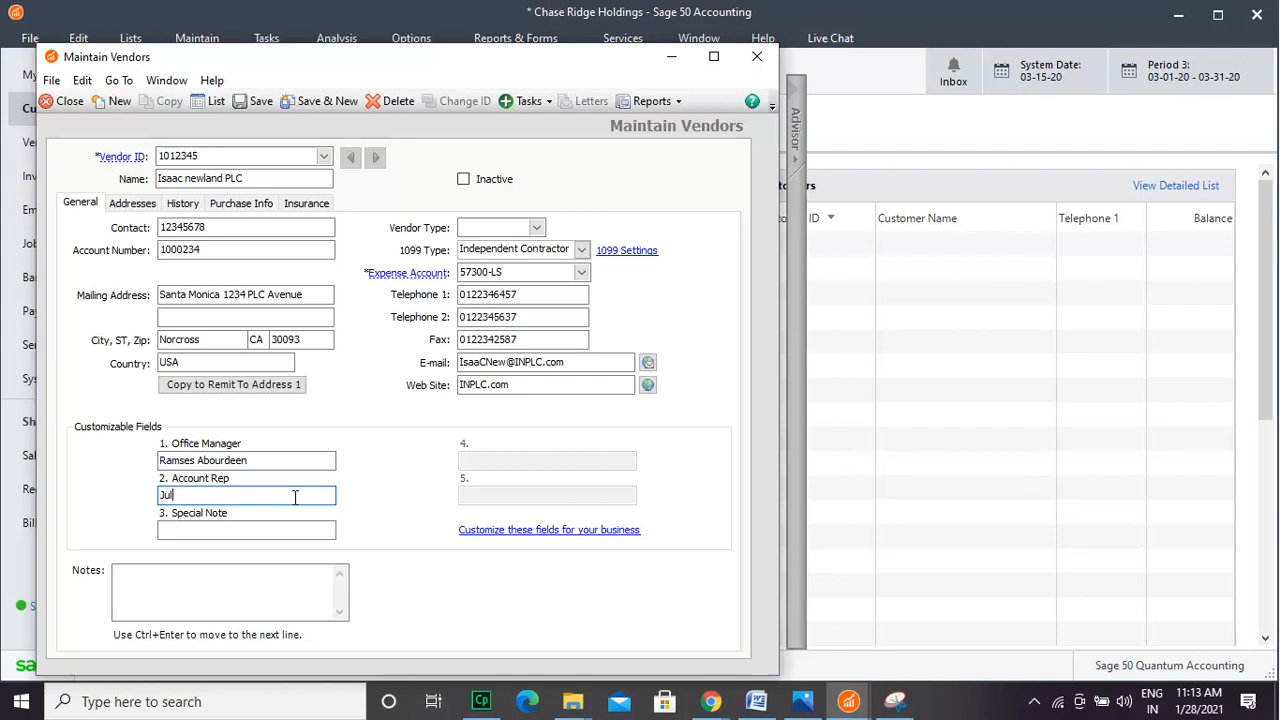 * Chase Ridge Holdings - Sage 50 Accounting
File Edit Lists Maintain Tasks Analysis Options Reports & Forms Services Window Help Live Chat
Maintain Vendors
File Edit Go To Window Help
Close New Copy List Save Save & New Delete Change ID Tasks Letters Reports
Inbox
System Date:
03-15-20
Period 3:
03-01-20 - 03-31-20
Advisor
Maintain Vendors
*Vendor ID: 1012345
Name: Isaac newland PLC
Inactive
General Addresses History Purchase Info Insurance
Contact: 12345678
Account Number: 1000234
Mailing Address: Santa Monica 1234 PLC Avenue
City, ST, Zip: Norcross CA 30093
Country: USA
Copy to Remit To Address 1
Vendor Type:
1099 Type: Independent Contractor 1099 Settings
*Expense Account: 57300-LS
Telephone 1: 0122346457
Telephone 2: 0122345637
Fax: 0122342587
E-mail: IsaaCNew@INPLC.com
Web Site: INPLC.com
Customizable Fields
1. Office Manager
Ramses Abourdeen
2. Account Rep
Jul
3. Special Note
4.
5.
Customize these fields for your business
Notes:
Use Ctrl+Enter to move to the next line.
View Detailed List
ID Customer Name Telephone 1 Balance
Sage 50 Quantum Accounting
Type here to search
ENG
IN
11:13 AM
1/28/2021